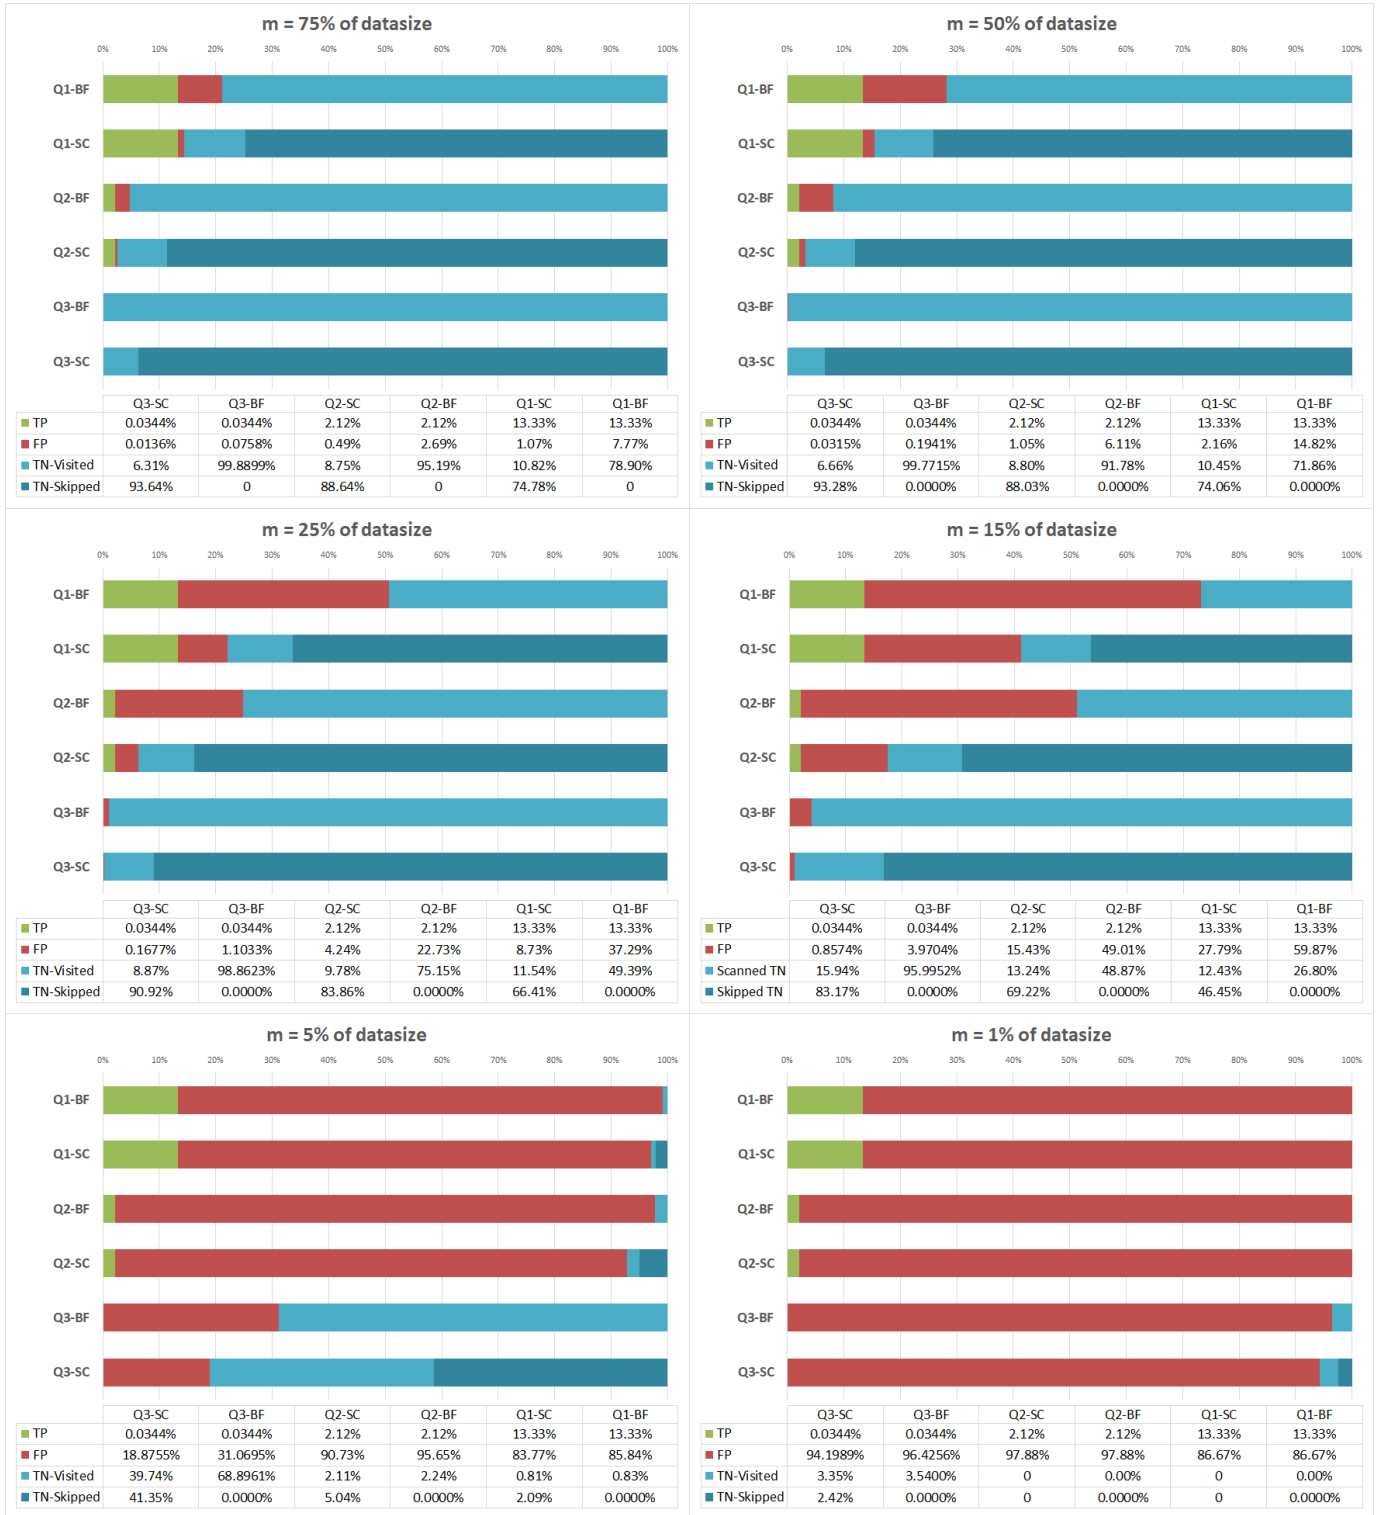 m = 75% of datasize
0% 10% 20% 30% 40% 50% 60% 70% 80% 90% 100%
Q1-BF
Q1-SC
Q2-BF
Q2-SC
Q3-BF
Q3-SC
Q3-SC Q3-BF Q2-SC Q2-BF Q1-SC Q1-BF
TP 0.0344% 0.0344% 2.12% 2.12% 13.33% 13.33%
FP 0.0136% 0.0758% 0.49% 2.69% 1.07% 7.77%
TN-Visited 6.31% 99.8899% 8.75% 95.19% 10.82% 78.90%
TN-Skipped 93.64% 0 88.64% 0 74.78% 0
m = 50% of datasize
0% 10% 20% 30% 40% 50% 60% 70% 80% 90% 100%
Q1-BF
Q1-SC
Q2-BF
Q2-SC
Q3-BF
Q3-SC
Q3-SC Q3-BF Q2-SC Q2-BF Q1-SC Q1-BF
TP 0.0344% 0.0344% 2.12% 2.12% 13.33% 13.33%
FP 0.0315% 0.1941% 1.05% 6.11% 2.16% 14.82%
TN-Visited 6.66% 99.7715% 8.80% 91.78% 10.45% 71.86%
TN-Skipped 93.28% 0.0000% 88.03% 0.0000% 74.06% 0.0000%
m = 25% of datasize
0% 10% 20% 30% 40% 50% 60% 70% 80% 90% 100%
Q1-BF
Q1-SC
Q2-BF
Q2-SC
Q3-BF
Q3-SC
Q3-SC Q3-BF Q2-SC Q2-BF Q1-SC Q1-BF
TP 0.0344% 0.0344% 2.12% 2.12% 13.33% 13.33%
FP 0.1677% 1.1033% 4.24% 22.73% 8.73% 37.29%
TN-Visited 8.87% 98.8623% 9.78% 75.15% 11.54% 49.39%
TN-Skipped 90.92% 0.0000% 83.86% 0.0000% 66.41% 0.0000%
m = 15% of datasize
0% 10% 20% 30% 40% 50% 60% 70% 80% 90% 100%
Q1-BF
Q1-SC
Q2-BF
Q2-SC
Q3-BF
Q3-SC
Q3-SC Q3-BF Q2-SC Q2-BF Q1-SC Q1-BF
TP 0.0344% 0.0344% 2.12% 2.12% 13.33% 13.33%
FP 0.8574% 3.9704% 15.43% 49.01% 27.79% 59.87%
Scanned TN 15.94% 95.9952% 13.24% 48.87% 12.43% 26.80%
Skipped TN 83.17% 0.0000% 69.22% 0.0000% 46.45% 0.0000%
m = 5% of datasize
0% 10% 20% 30% 40% 50% 60% 70% 80% 90% 100%
Q1-BF
Q1-SC
Q2-BF
Q2-SC
Q3-BF
Q3-SC
Q3-SC Q3-BF Q2-SC Q2-BF Q1-SC Q1-BF
TP 0.0344% 0.0344% 2.12% 2.12% 13.33% 13.33%
FP 18.8755% 31.0695% 90.73% 95.65% 83.77% 85.84%
TN-Visited 39.74% 68.8961% 2.11% 2.24% 0.81% 0.83%
TN-Skipped 41.35% 0.0000% 5.04% 0.0000% 2.09% 0.0000%
m = 1% of datasize
0% 10% 20% 30% 40% 50% 60% 70% 80% 90% 100%
Q1-BF
Q1-SC
Q2-BF
Q2-SC
Q3-BF
Q3-SC
Q3-SC Q3-BF Q2-SC Q2-BF Q1-SC Q1-BF
TP 0.0344% 0.0344% 2.12% 2.12% 13.33% 13.33%
FP 94.1989% 96.4256% 97.88% 97.88% 86.67% 86.67%
TN-Visited 3.35% 3.5400% 0 0.00% 0 0.00%
TN-Skipped 2.42% 0.0000% 0 0.0000% 0 0.0000%